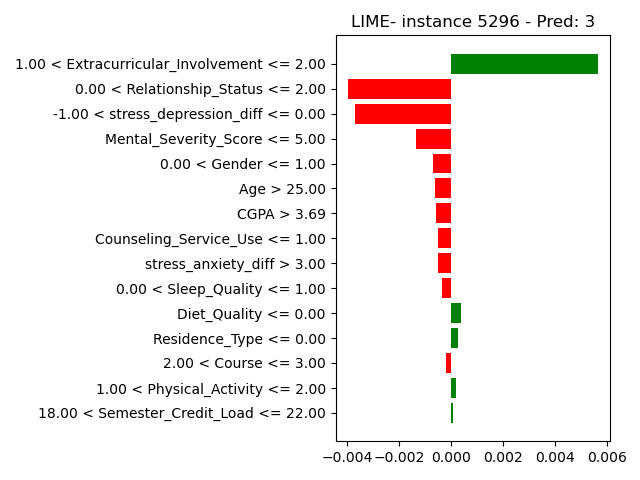 LIME- instance 5296 - Pred: 3
1.00 < Extracurricular_Involvement <= 2.00
0.00 < Relationship_Status <= 2.00
-1.00 < stress_depression_diff <= 0.00
Mental_Severity_Score <= 5.00
0.00 < Gender <= 1.00
Age > 25.00
CGPA > 3.69
Counseling_Service_Use <= 1.00
stress_anxiety_diff > 3.00
0.00 < Sleep_Quality <= 1.00
Diet_Quality <= 0.00
Residence_Type <= 0.00
2.00 < Course <= 3.00
1.00 < Physical_Activity <= 2.00
18.00 < Semester_Credit_Load <= 22.00
−0.004 −0.002 0.000 0.002 0.004 0.006